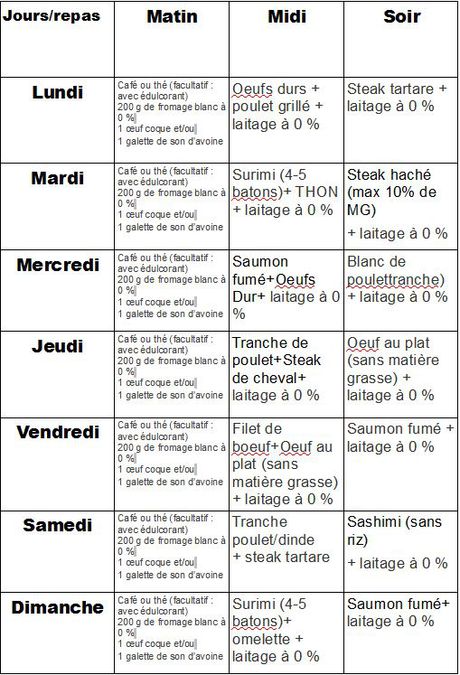 Jours/repas
Matin
Midi
Soir
Lundi
Café ou thé (facultatif :
avec édulcorant)
200 g de fromage blanc à
0 %
1 œuf coque et/ou
1 galette de son d'avoine
Oeufs durs +
poulet grillé +
laitage à 0 %
Steak tartare +
laitage à 0 %
Mardi
Café ou thé (facultatif :
avec édulcorant)
200 g de fromage blanc à
0 %
1 œuf coque et/ou
1 galette de son d'avoine
Surimi (4-5
batons)+ THON
+ laitage à 0 %
Steak haché
(max 10% de
MG)
+ laitage à 0 %
Mercredi
Café ou thé (facultatif :
avec édulcorant)
200 g de fromage blanc à
0 %
1 œuf coque et/ou
1 galette de son d'avoine
Saumon
fumé+Oeufs
Dur+ laitage à 0
%
Blanc de
poulettranche)
+ laitage à 0 %
Jeudi
Café ou thé (facultatif :
avec édulcorant)
200 g de fromage blanc à
0 %
1 œuf coque et/ou
1 galette de son d'avoine
Tranche de
poulet+Steak
de cheval+
laitage à 0 %
Oeuf au plat
(sans matière
grasse) +
laitage à 0 %
Vendredi
Café ou thé (facultatif :
avec édulcorant)
200 g de fromage blanc à
0 %
1 œuf coque et/ou
1 galette de son d'avoine
Filet de
boeuf+Oeuf au
plat (sans
matière grasse)
+ laitage à 0 %
Saumon fumé +
laitage à 0 %
Samedi
Café ou thé (facultatif :
avec édulcorant)
200 g de fromage blanc à
0 %
1 œuf coque et/ou
1 galette de son d'avoine
Tranche
poulet/dinde
+ steak tartare
Sashimi (sans
riz)
+ laitage à 0 %
Dimanche
Café ou thé (facultatif :
avec édulcorant)
200 g de fromage blanc à
0 %
1 œuf coque et/ou
1 galette de son d'avoine
Surimi (4-5
batons)+
omelette +
laitage à 0 %
Saumon fumé+
laitage à 0 %